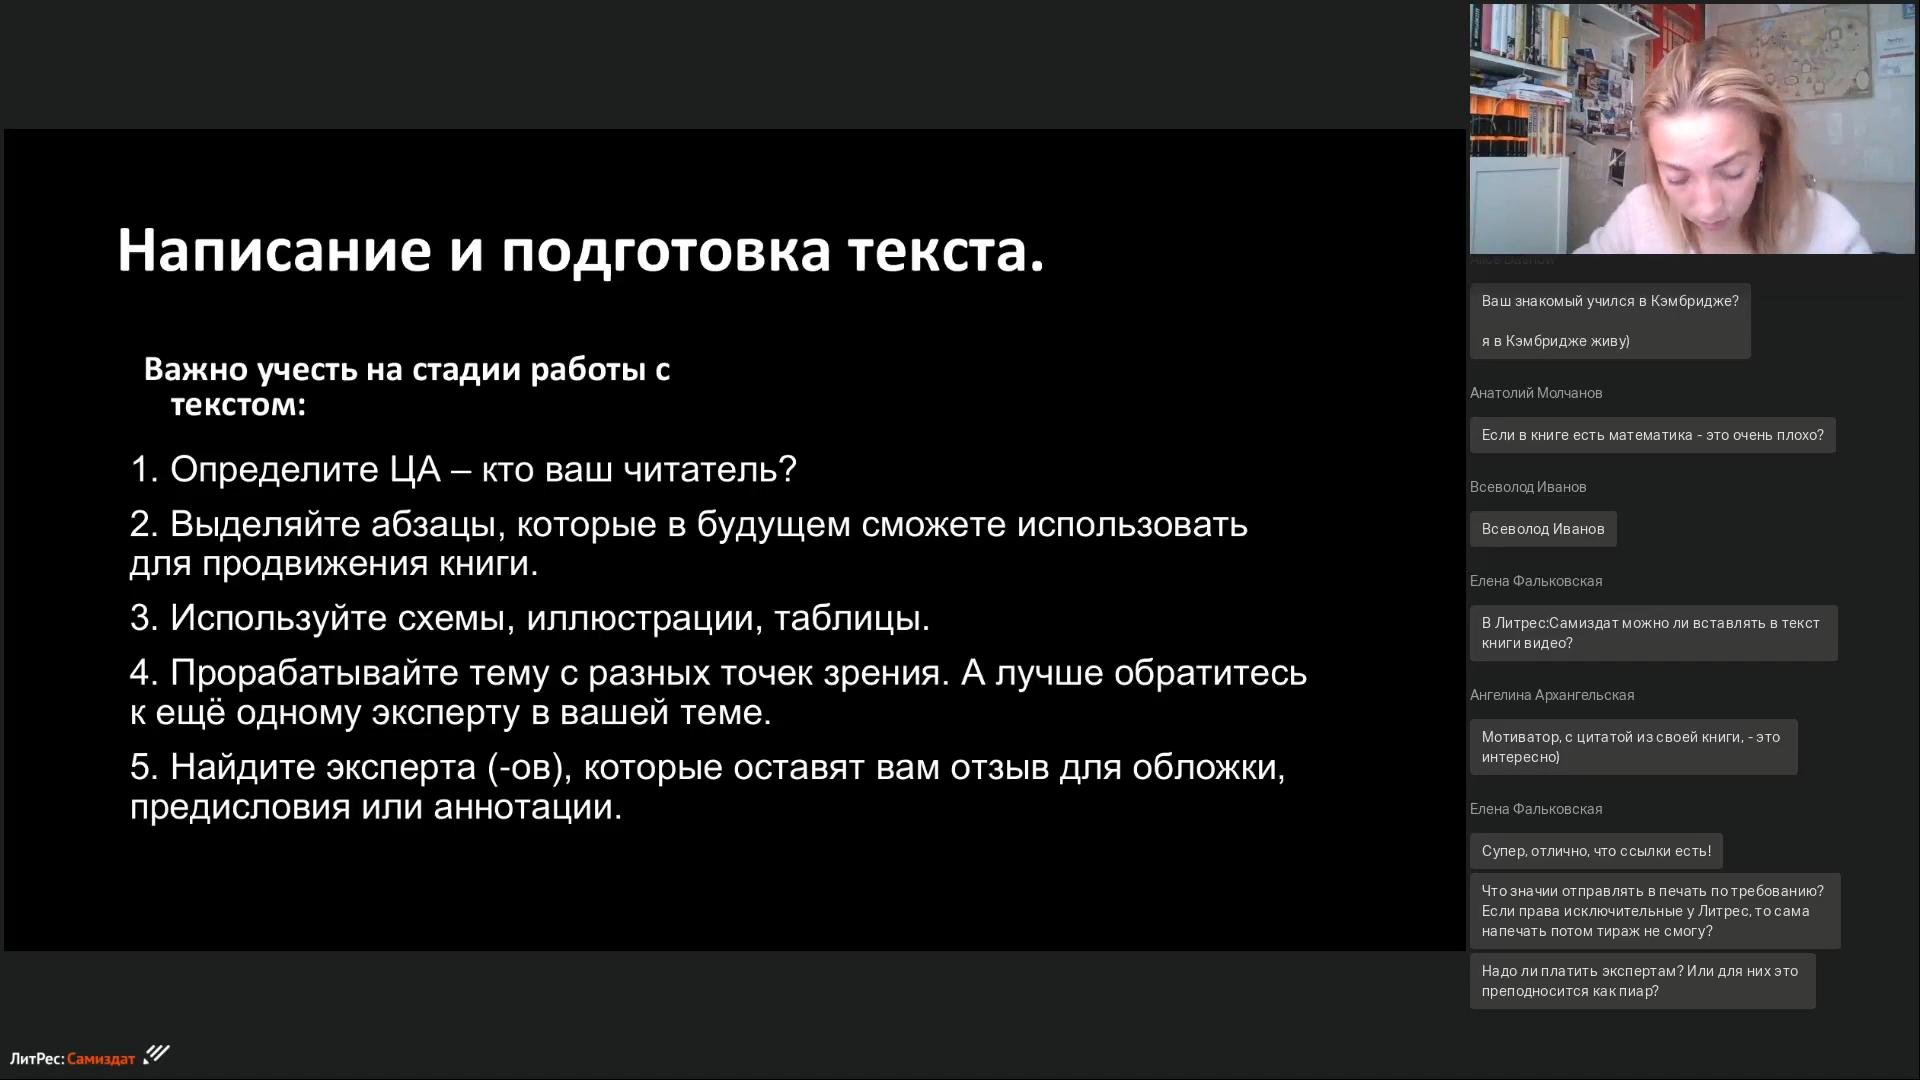 Написание и подготовка текста.
Важно учесть на стадии работы с
текстом:
1. Определите ЦА – кто ваш читатель?
2. Выделяйте абзацы, которые в будущем сможете использовать
для продвижения книги.
3. Используйте схемы, иллюстрации, таблицы.
4. Прорабатывайте тему с разных точек зрения. А лучше обратитесь
к ещё одному эксперту в вашей теме.
5. Найдите эксперта (-ов), которые оставят вам отзыв для обложки,
предисловия или аннотации.
ЛитРес: Самиздат
Ваш знакомый учился в Кэмбридже?
я в Кэмбридже живу)
Анатолий Молчанов
Если в книге есть математика - это очень плохо?
Всеволод Иванов
Всеволод Иванов
Елена Фальковская
В Литрес:Самиздат можно ли вставлять в текст
книги видео?
Ангелина Архангельская
Мотиватор, с цитатой из своей книги, - это
интересно)
Елена Фальковская
Супер, отлично, что ссылки есть!
Что значии отправлять в печать по требованию?
Если права исключительные у Литрес, то сама
напечать потом тираж не смогу?
Надо ли платить экспертам? Или для них это
преподносится как пиар?